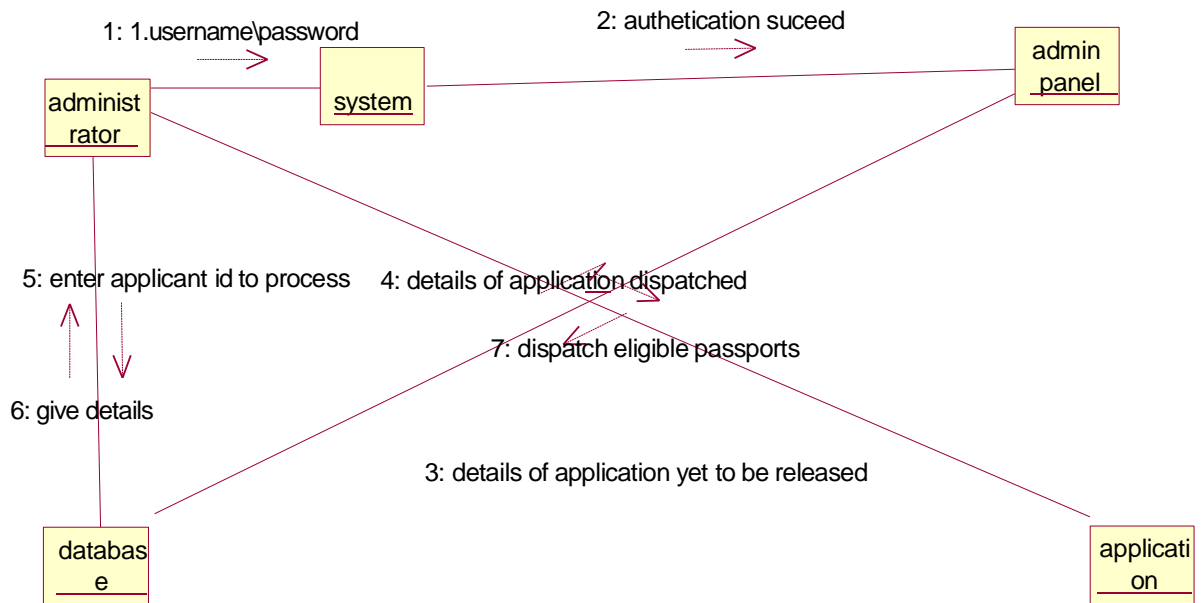 1: 1.username\password
2: authetication suceed
administ
rator
system
admin
panel
5: enter applicant id to process
4: details of application dispatched
7: dispatch eligible passports
6: give details
3: details of application yet to be released
databas
e
applicati
on